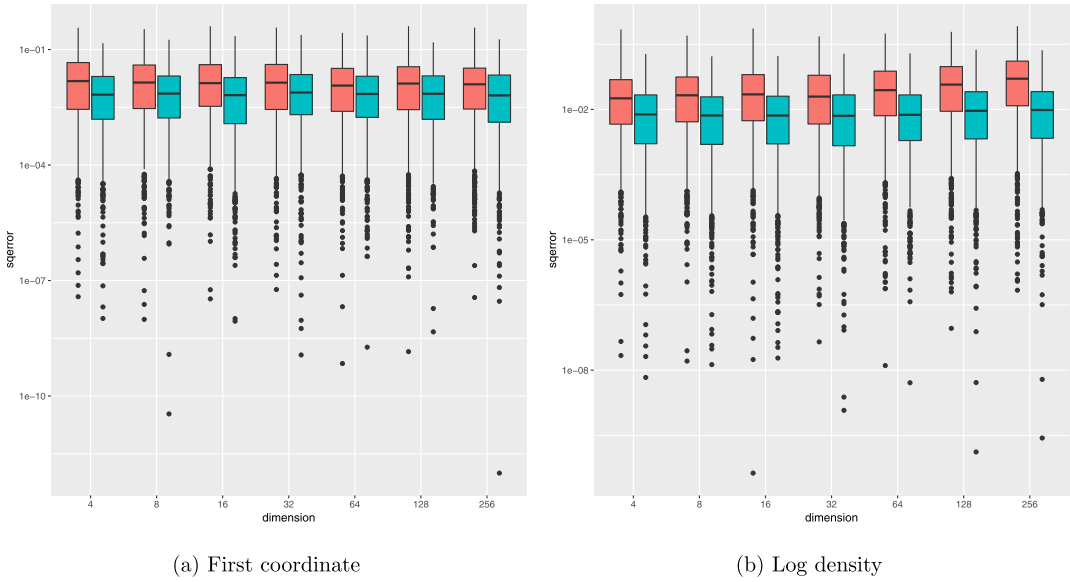 1e−01
1e−04
1e−07
1e−10
sqerror
4 8 16 32 64 128 256
dimension
(a) First coordinate
1e−02
1e−05
1e−08
sqerror
4 8 16 32 64 128 256
dimension
(b) Log density